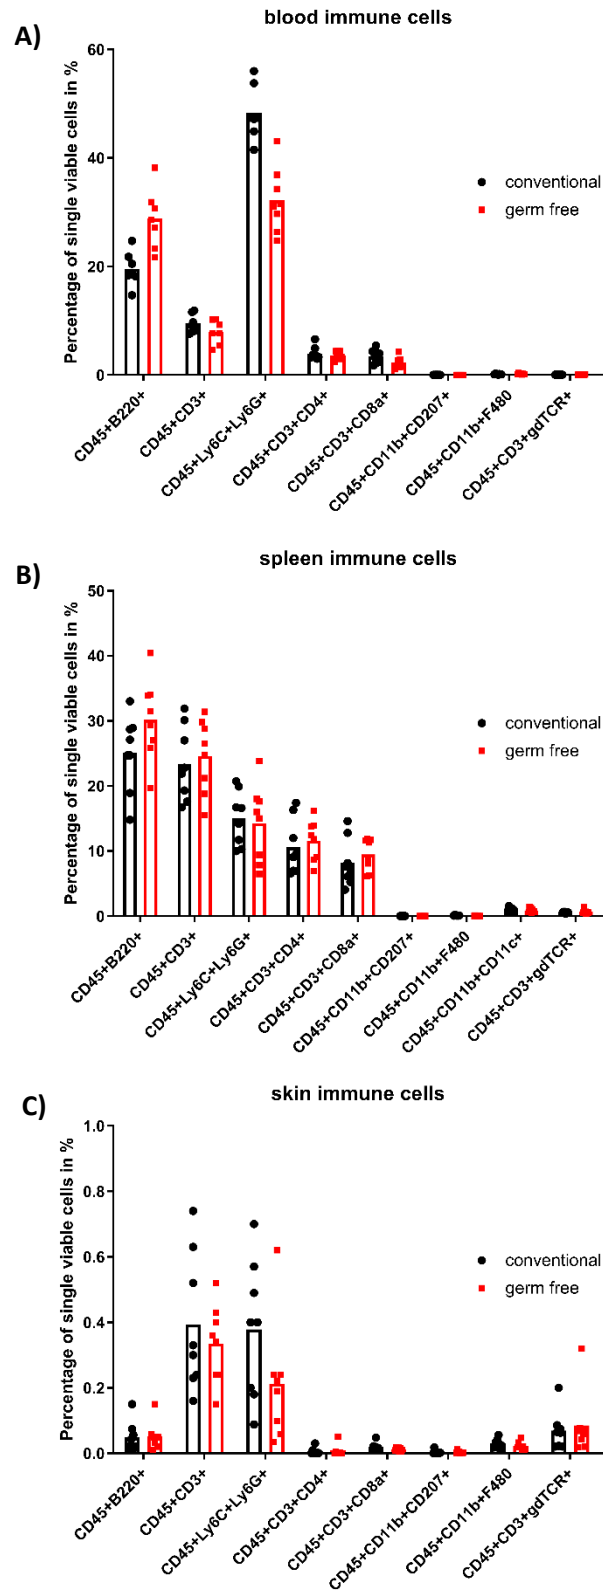 blood immune cells
A)
Percentage of single viable cells in %
60
40
20
0
conventional
germ free
CD45+B220+
CD45+CD3+
CD45+Ly6C+Ly6G+
CD45+CD3+CD4+
CD45+CD3+CD8a+
CD45+CD11b+CD207+
CD45+CD11b+F480
CD45+CD3+gdTCR+
B)
spleen immune cells
Percentage of single viable cells in %
50
40
30
20
10
0
conventional
germ free
CD45+B220+
CD45+CD3+
CD45+Ly6C+Ly6G+
CD45+CD3+CD4+
CD45+CD3+CD8a+
CD45+CD11b+CD207+
CD45+CD11b+F480
CD45+CD11b+CD11c+
CD45+CD3+gdTCR+
C)
skin immune cells
Percentage of single viable cells in %
1.0
0.8
0.6
0.4
0.2
0.0
conventional
germ free
CD45+B220+
CD45+CD3+
CD45+Ly6C+Ly6G+
CD45+CD3+CD4+
CD45+CD3+CD8a+
CD45+CD11b+CD207+
CD45+CD11b+F480
CD45+CD3+gdTCR+